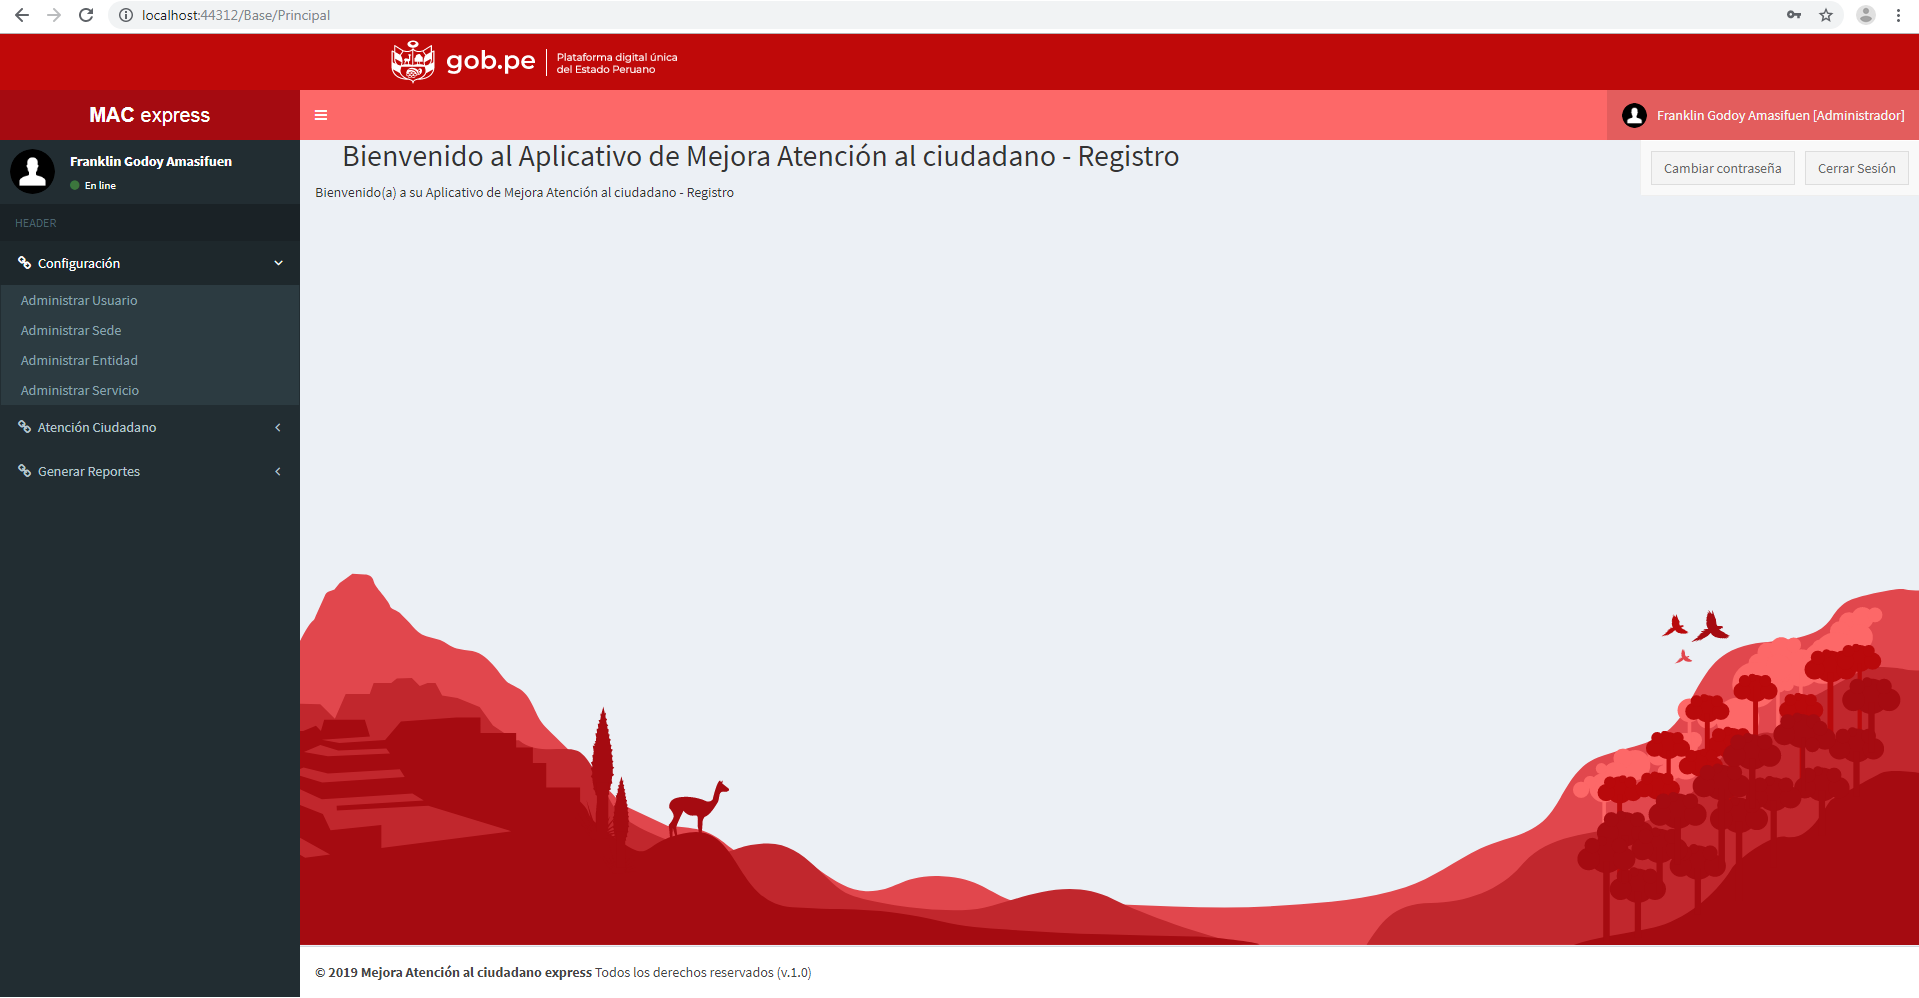 localhost:44312/Base/Principal
gob.pe
Plataforma digital única
del Estado Peruano
MAC express
Franklin Godoy Amasifuen [Administrador]
Franklin Godoy Amasifuen
En line
Bienvenido al Aplicativo de Mejora Atención al ciudadano - Registro
Cambiar contraseña
Cerrar Sesión
Bienvenido(a) a su Aplicativo de Mejora Atención al ciudadano - Registro
HEADER
Configuración
Administrar Usuario
Administrar Sede
Administrar Entidad
Administrar Servicio
Atención Ciudadano
Generar Reportes
© 2019 Mejora Atención al ciudadano express Todos los derechos reservados (v.1.0)